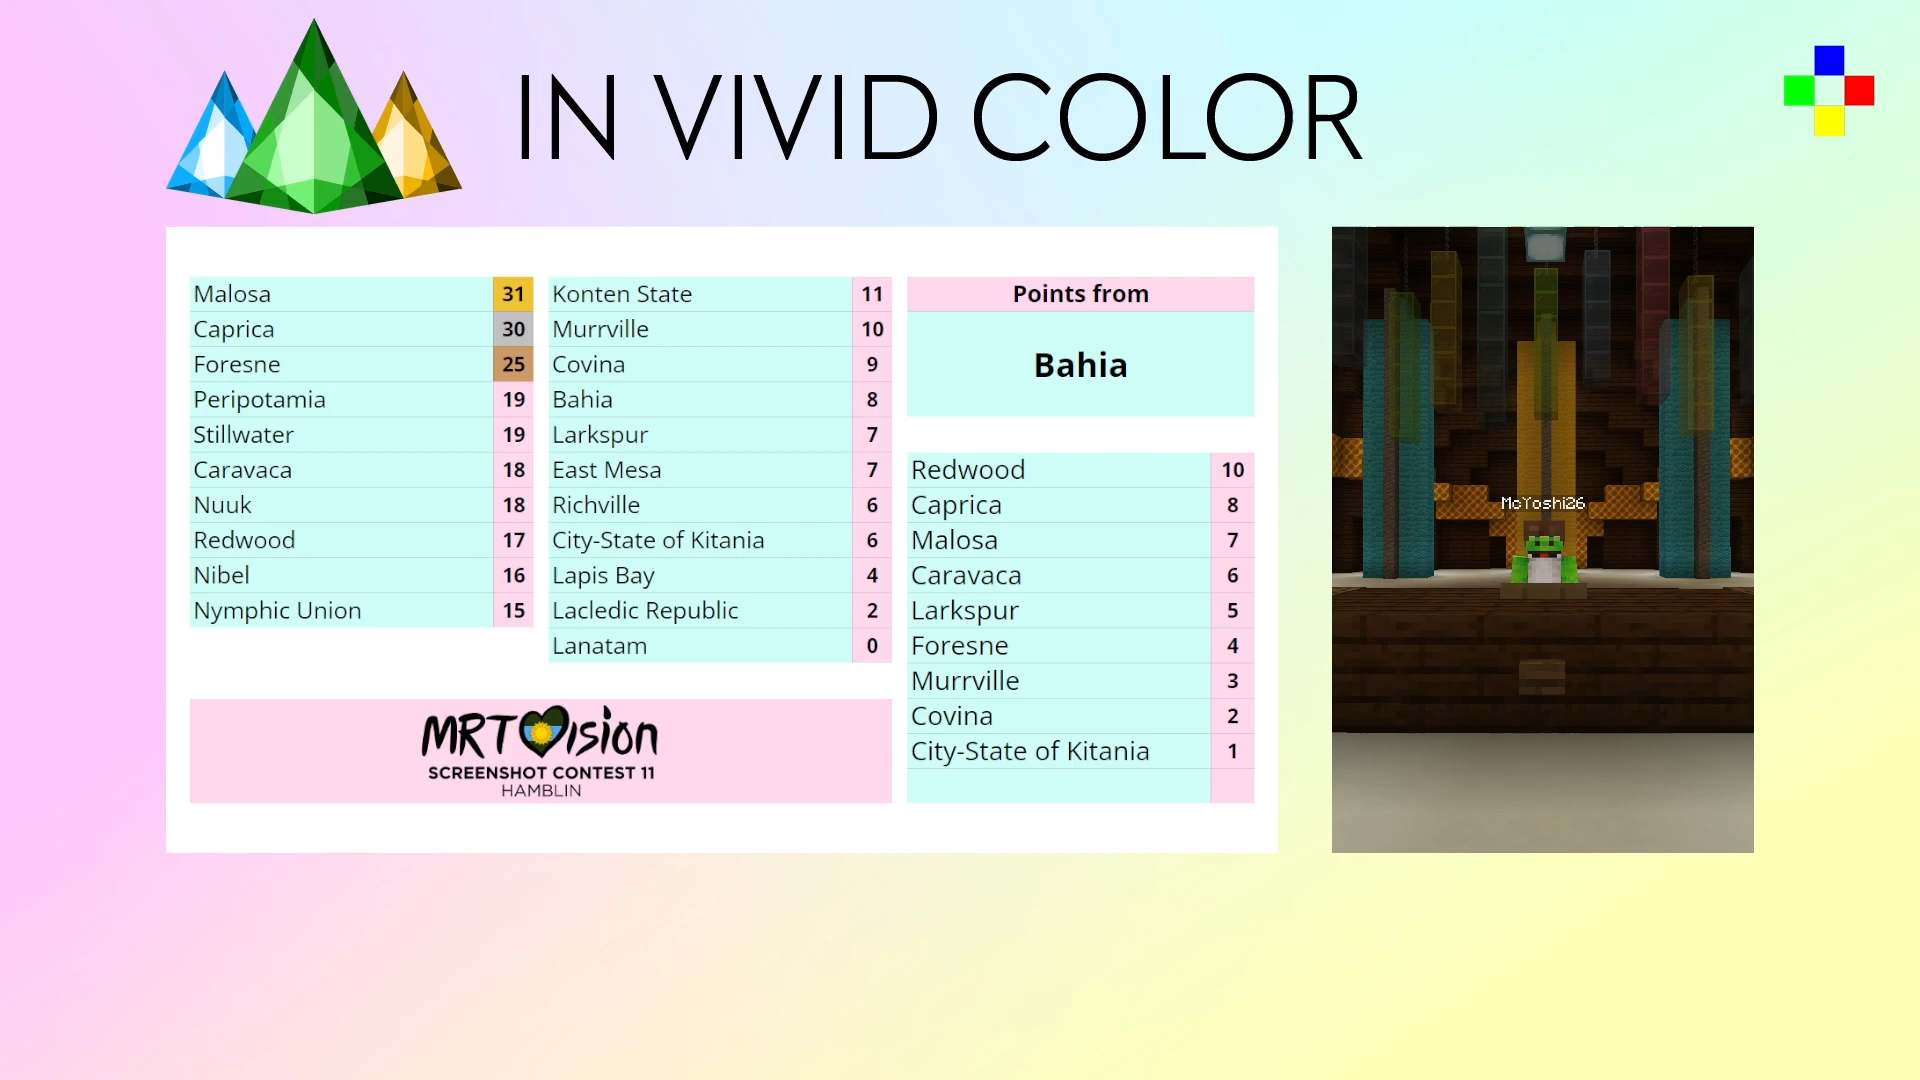 IN VIVID COLOR
Malosa 31
Caprica 30
Foresne 25
Peripotamia 19
Stillwater 19
Caravaca 18
Nuuk 18
Redwood 17
Nibel 16
Nymphic Union 15
Konten State 11
Murrville 10
Covina 9
Bahia 8
Larkspur 7
East Mesa 7
Richville 6
City-State of Kitania 6
Lapis Bay 4
Lacledic Republic 2
Lanatam 0
Points from
Bahia
Redwood 10
Caprica 8
Malosa 7
Caravaca 6
Larkspur 5
Foresne 4
Murrville 3
Covina 2
City-State of Kitania 1
MRTVision
SCREENSHOT CONTEST 11
HAMBLIN
McYoshi26